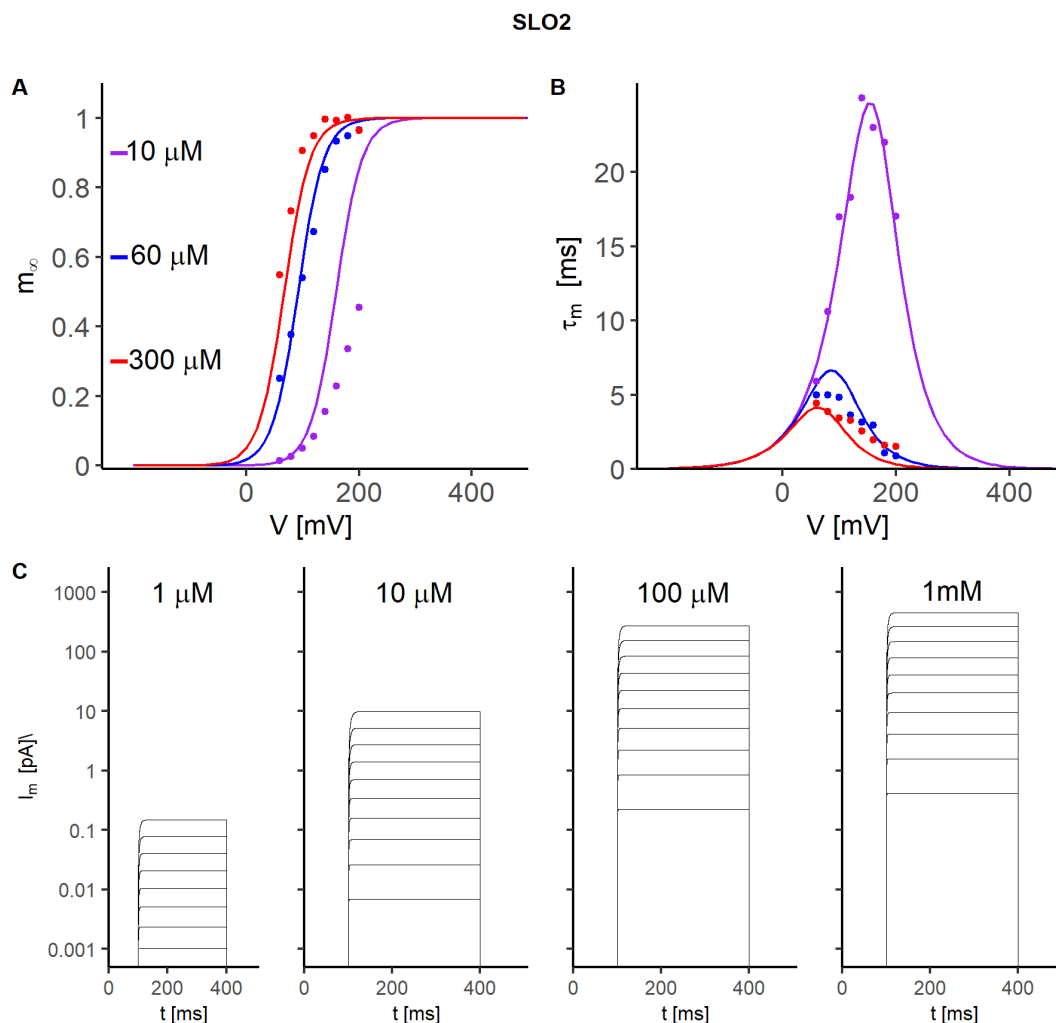 SLO2
A
B
1
0.8
0.6
0.4
0.2
0
m∞
10 μM
60 μM
300 μM
0 200 400
V [mV]
20
15
10
5
0
τm [ms]
0 200 400
V [mV]
C
1 μM
10 μM
100 μM
1mM
1000
100
10
1
0.1
0.01
0.001
I_m [pA]\
0 200 400
0 200 400
0 200 400
0 200 400
t [ms]
t [ms]
t [ms]
t [ms]